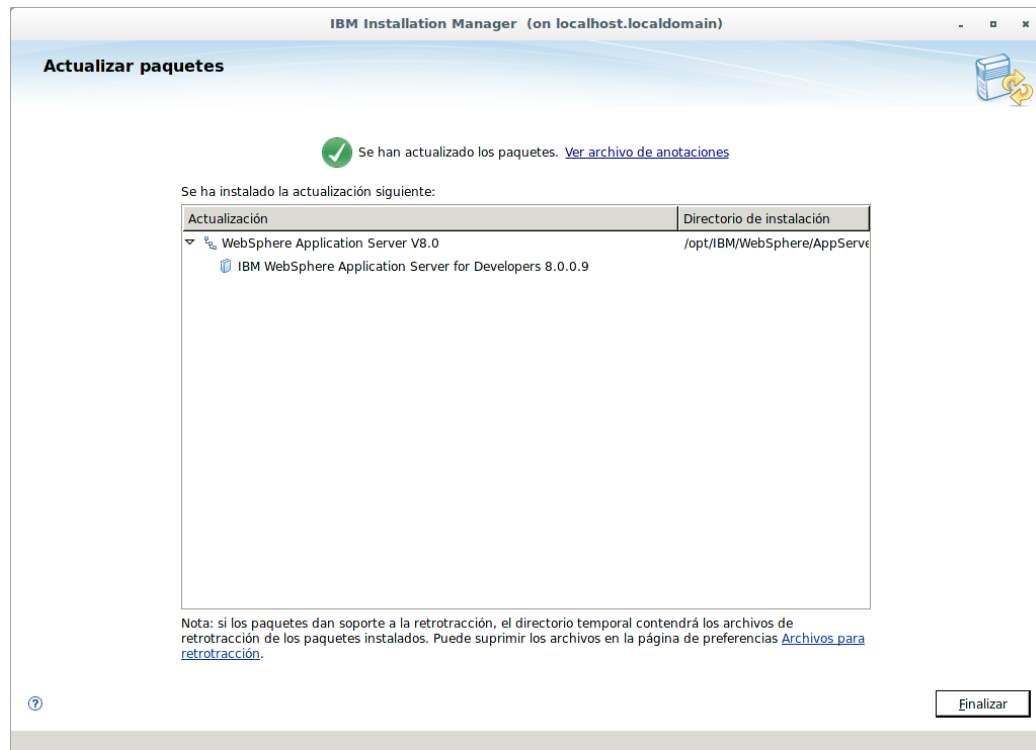 IBM Installation Manager (on localhost.localdomain)
Actualizar paquetes
Se han actualizado los paquetes. Ver archivo de anotaciones
Se ha instalado la actualización siguiente:
Actualización Directorio de instalación
WebSphere Application Server V8.0 /opt/IBM/WebSphere/AppServe
IBM WebSphere Application Server for Developers 8.0.0.9
Nota: si los paquetes dan soporte a la retrotracción, el directorio temporal contendrá los archivos de
retrotracción de los paquetes instalados. Puede suprimir los archivos en la página de preferencias Archivos para
retrotracción.
?
Finalizar